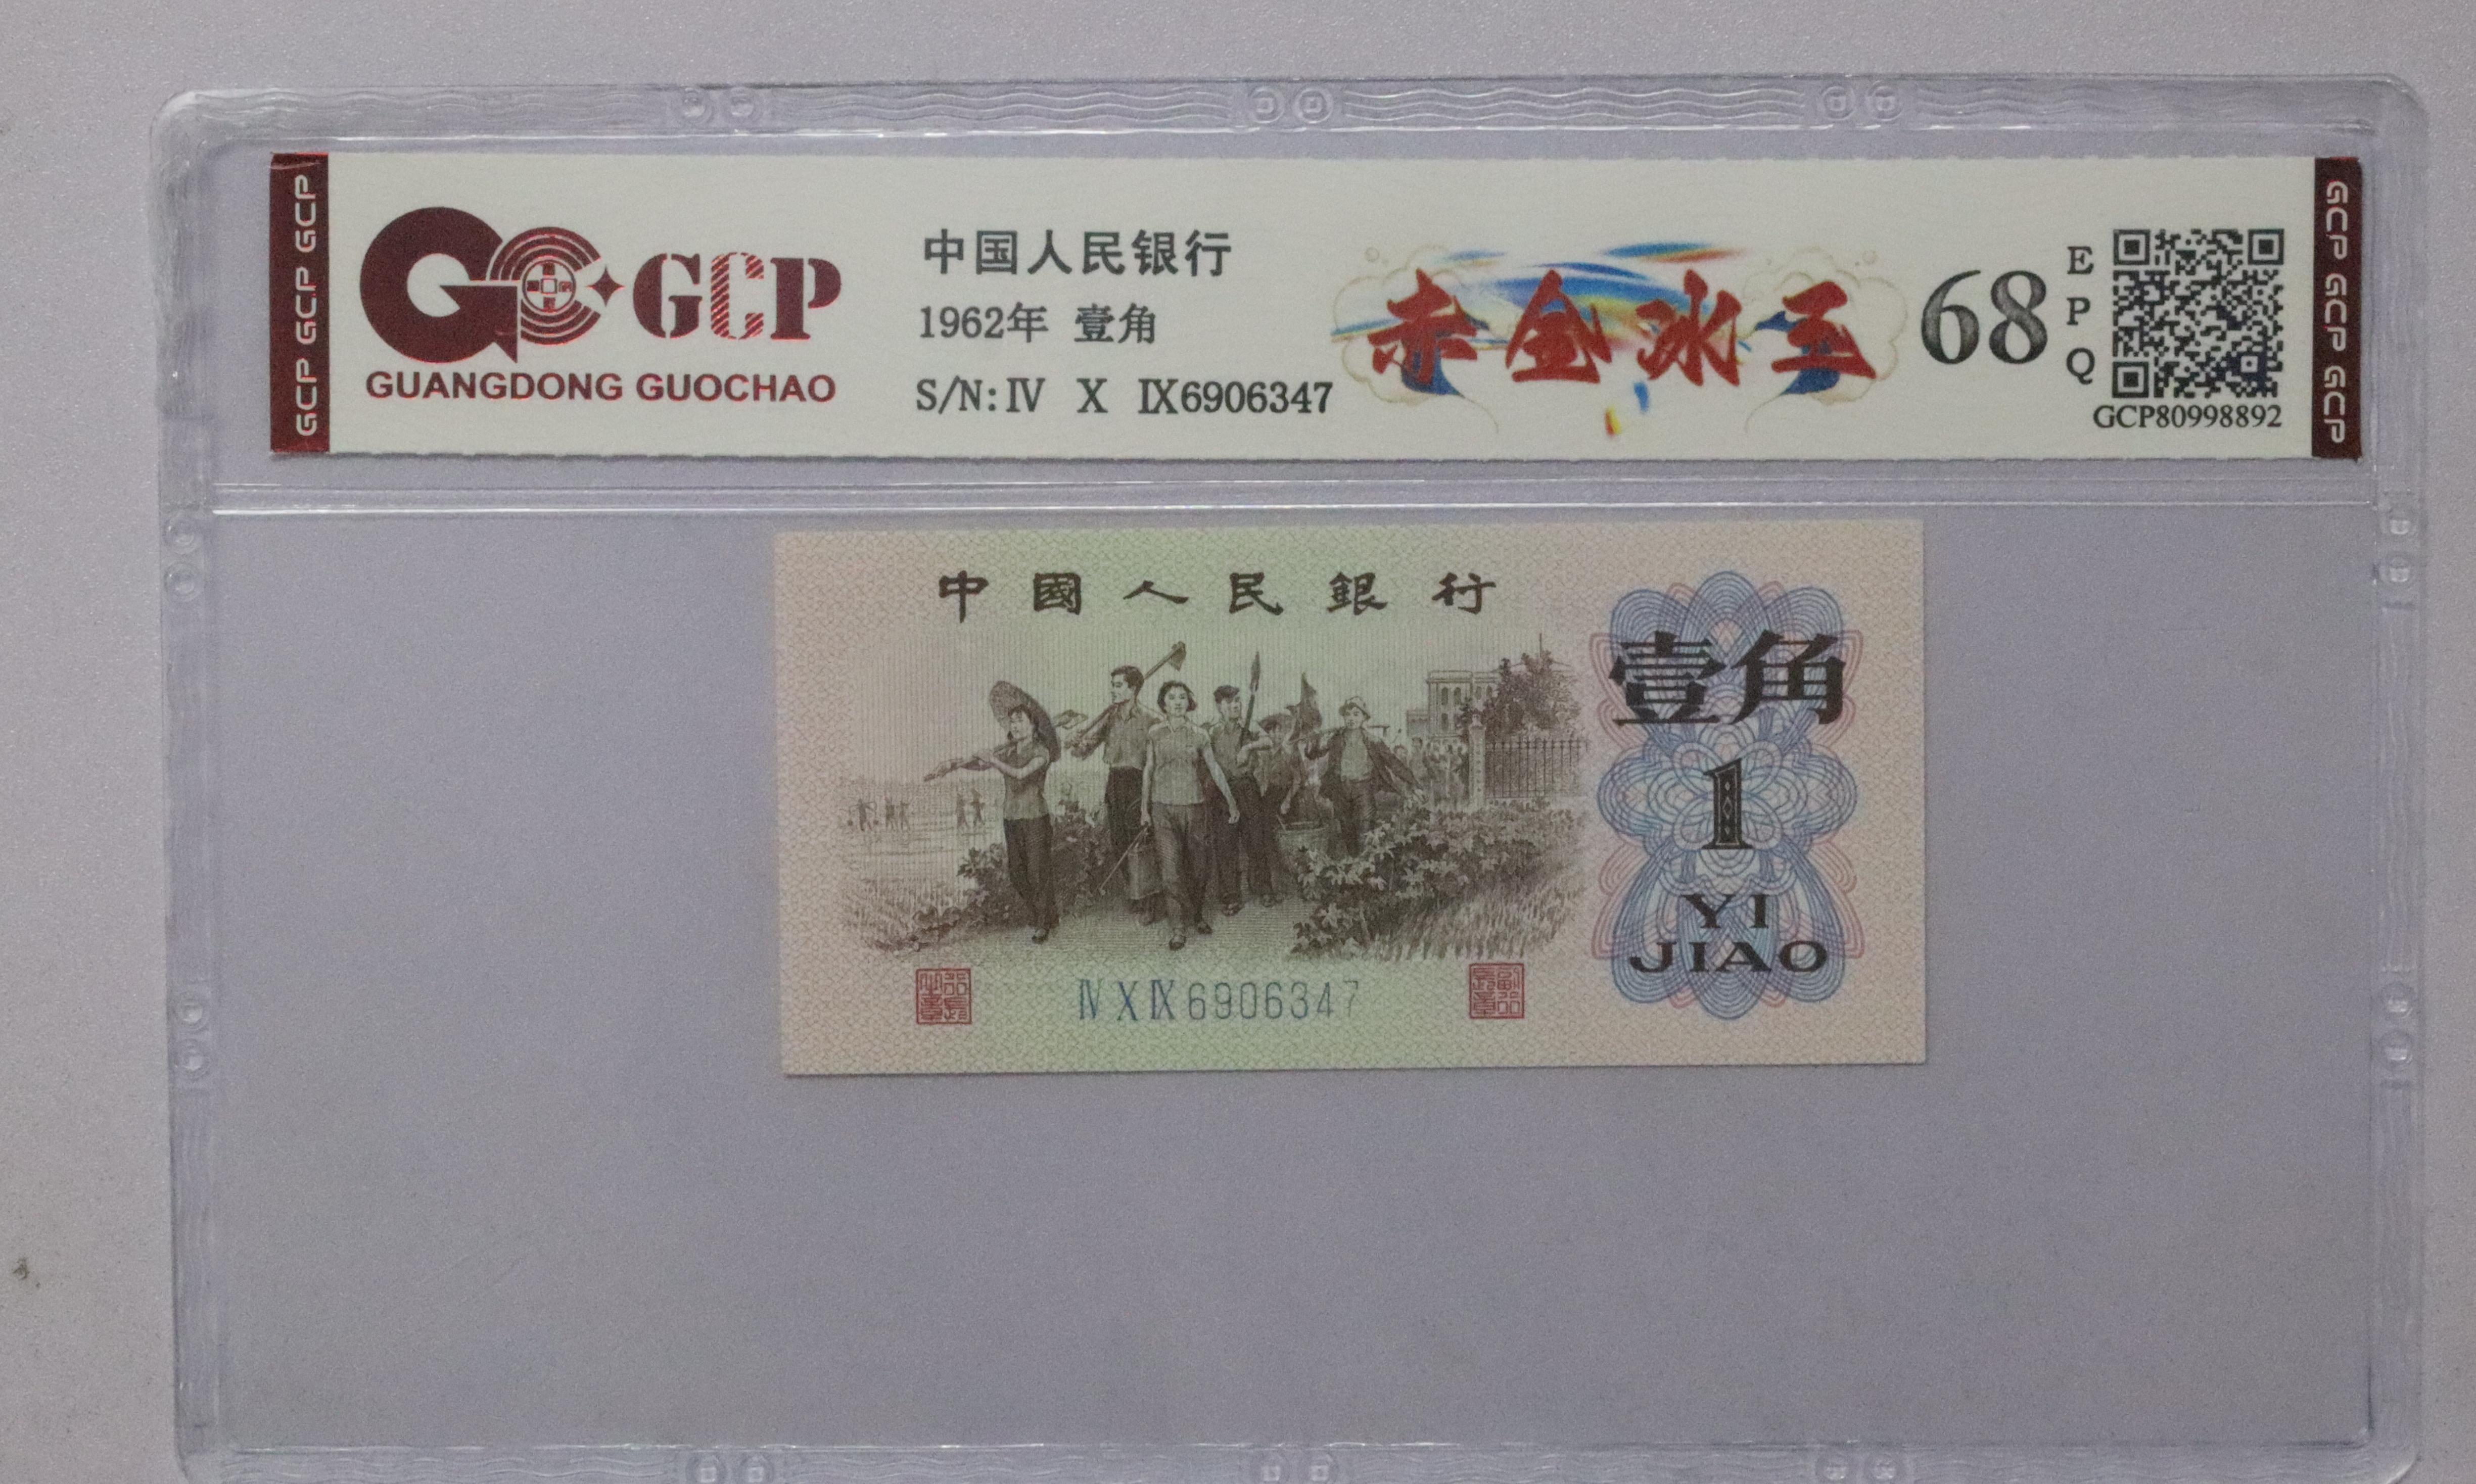 GCP GCP GCP
GCP
GUANGDONG GUOCHAO
中国人民银行
1962年 壹角
S/N: Ⅳ Ⅹ Ⅸ6906347
赤金冰王
68
E
P
Q
GCP80998892
GCP GCP GCP
中國人民銀行
壹角
1
YI
JIAO
Ⅳ Ⅹ Ⅸ 6906347